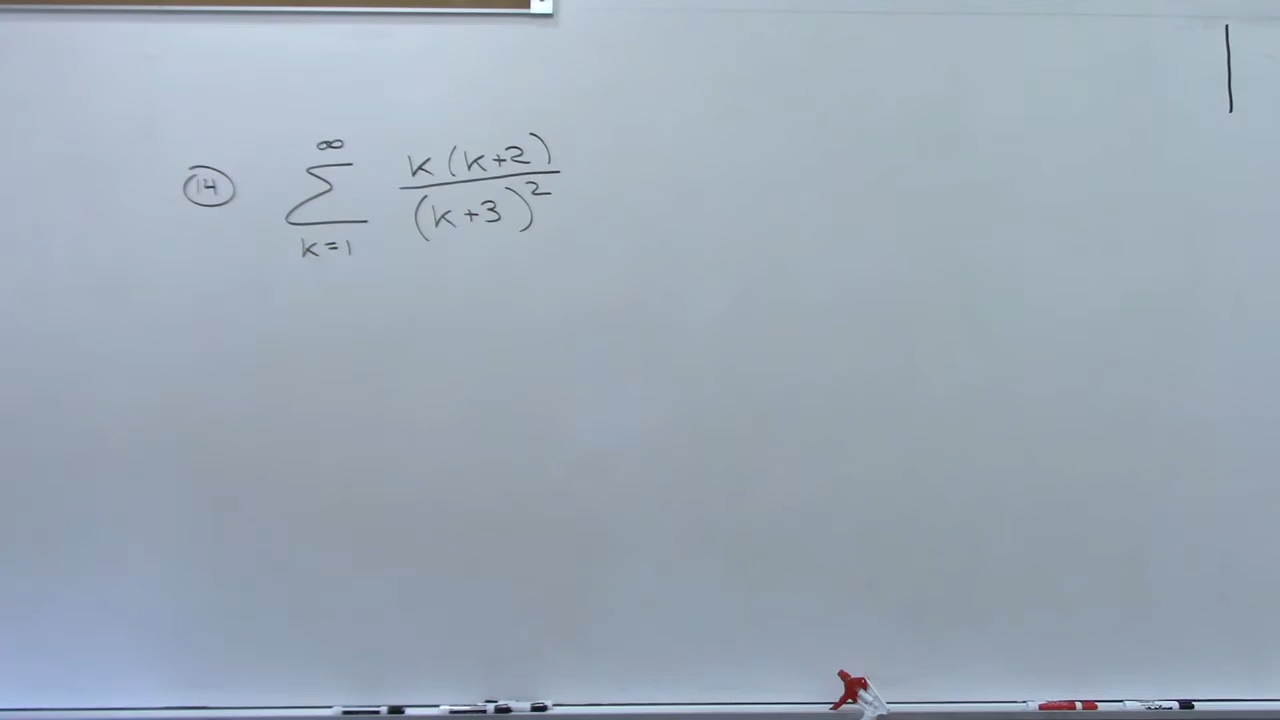 ⑭ ∞ ∑ k=1 k(k+2) / (k+3)²